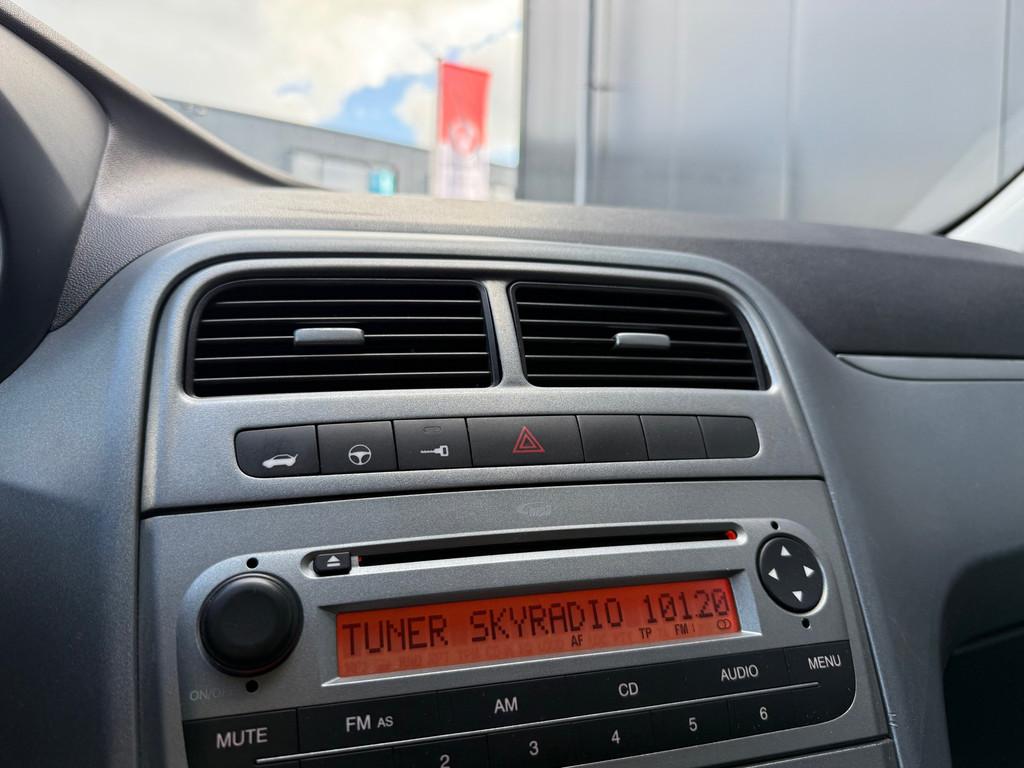 TUNER SKYRADIO 10120
AF TP FM
ON/OFF
MUTE FM AS AM CD AUDIO MENU
2 3 4 5 6